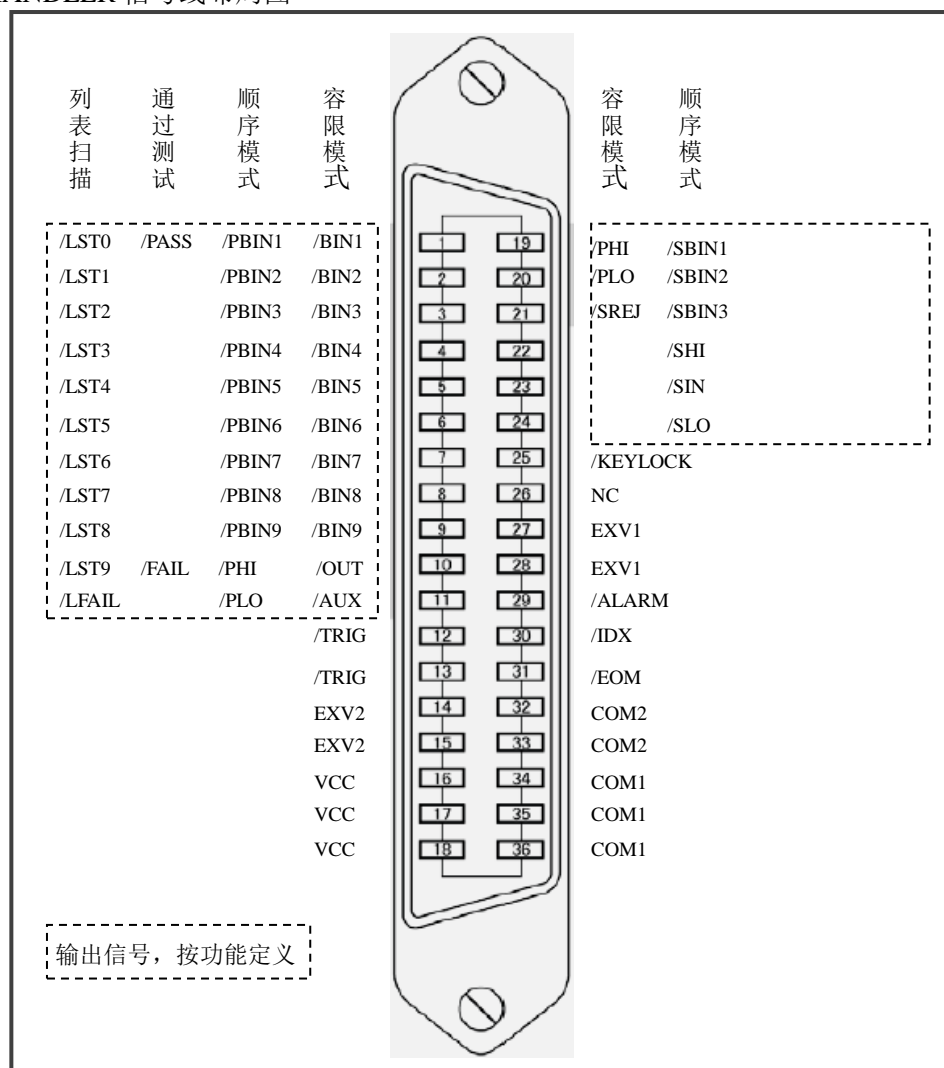 HANDLER 信号线布局图
列表扫描 通过测试 顺序模式 容限模式 容限模式 顺序模式
/LST0 /PASS /PBIN1 /BIN1 1 19 /PHI /SBIN1
/LST1 /PBIN2 /BIN2 2 20 /PLO /SBIN2
/LST2 /PBIN3 /BIN3 3 21 /SREJ /SBIN3
/LST3 /PBIN4 /BIN4 4 22 /SHI
/LST4 /PBIN5 /BIN5 5 23 /SIN
/LST5 /PBIN6 /BIN6 6 24 /SLO
/LST6 /PBIN7 /BIN7 7 25 /KEYLOCK
/LST7 /PBIN8 /BIN8 8 26 NC
/LST8 /PBIN9 /BIN9 9 27 EXV1
/LST9 /FAIL /PHI /OUT 10 28 EXV1
/LFAIL /PLO /AUX 11 29 /ALARM
/TRIG 12 30 /IDX
/TRIG 13 31 /EOM
EXV2 14 32 COM2
EXV2 15 33 COM2
VCC 16 34 COM1
VCC 17 35 COM1
VCC 18 36 COM1
输出信号，按功能定义